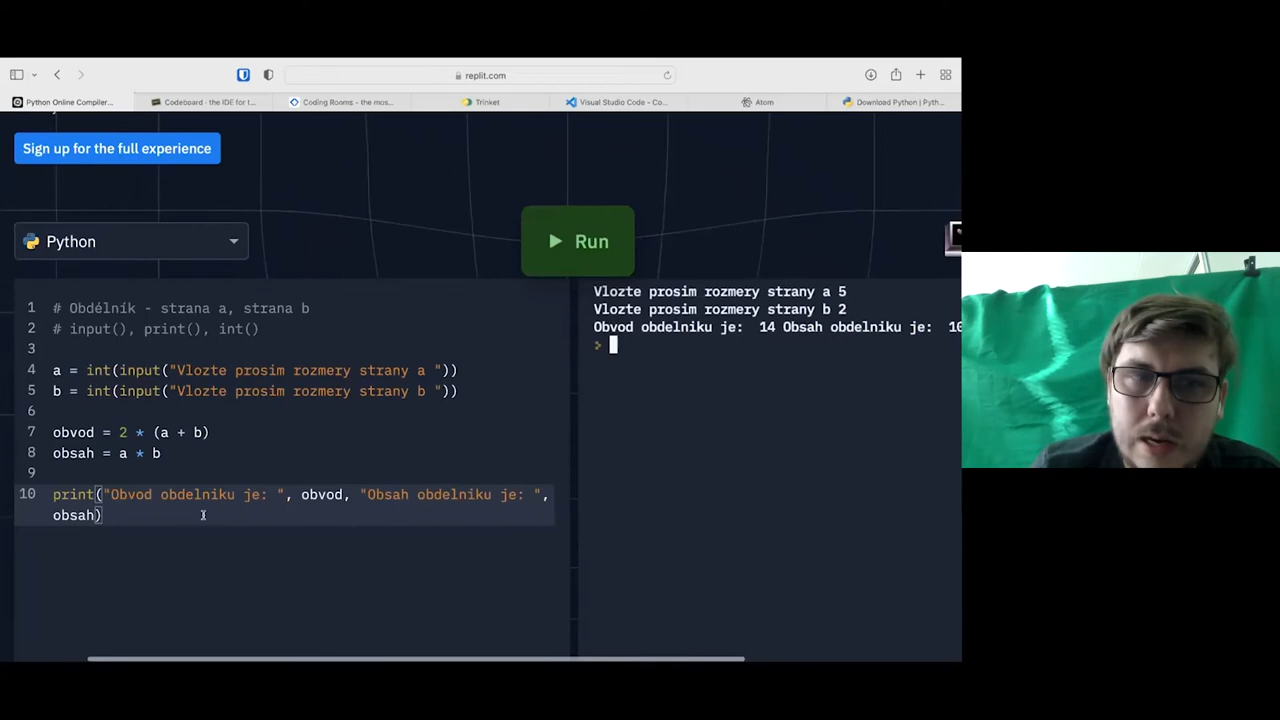 replit.com
Python Online Compiler...
Codeboard - the IDE for t...
Coding Rooms - the mos...
Trinket
Visual Studio Code - Co...
Atom
Download Python | Pyth...
Sign up for the full experience
Python
Run
1 # Obdélník - strana a, strana b
2 # input(), print(), int()
3
4 a = int(input("Vlozte prosim rozmery strany a "))
5 b = int(input("Vlozte prosim rozmery strany b "))
6
7 obvod = 2 * (a + b)
8 obsah = a * b
9
10 print("Obvod obdelniku je: ", obvod, "Obsah obdelniku je: ",
obsah)
Vlozte prosim rozmery strany a 5
Vlozte prosim rozmery strany b 2
Obvod obdelniku je:  14 Obsah obdelniku je:  10